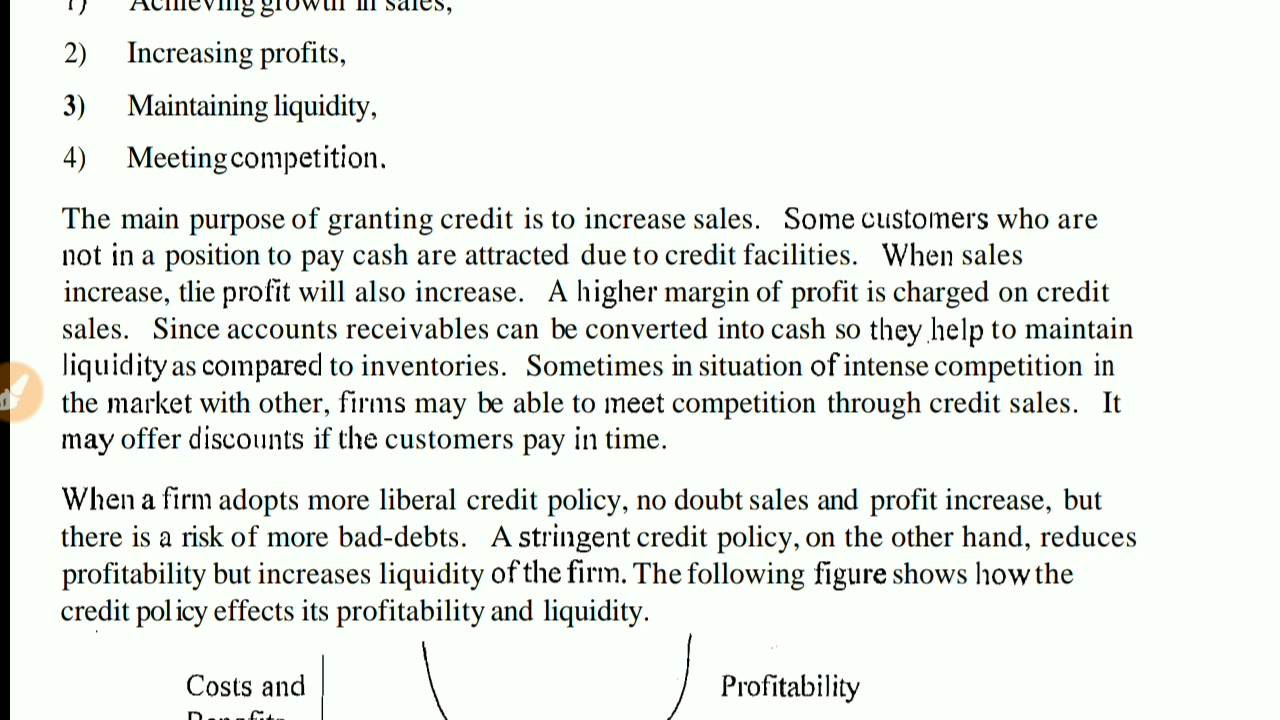 1) Achieving growth in sales,
2) Increasing profits,
3) Maintaining liquidity,
4) Meeting competition.
The main purpose of granting credit is to increase sales. Some customers who are
not in a position to pay cash are attracted due to credit facilities. When sales
increase, tlie profit will also increase. A higher margin of profit is charged on credit
sales. Since accounts receivables can be converted into cash so they help to maintain
liquidity as compared to inventories. Sometimes in situation of intense competition in
the market with other, firms may be able to meet competition through credit sales. It
may offer discounts if the customers pay in time.
When a firm adopts more liberal credit policy, no doubt sales and profit increase, but
there is a risk of more bad-debts. A stringent credit policy, on the other hand, reduces
profitability but increases liquidity of the firm. The following figure shows how the
credit policy effects its profitability and liquidity.
Costs and Profitability
Benefits